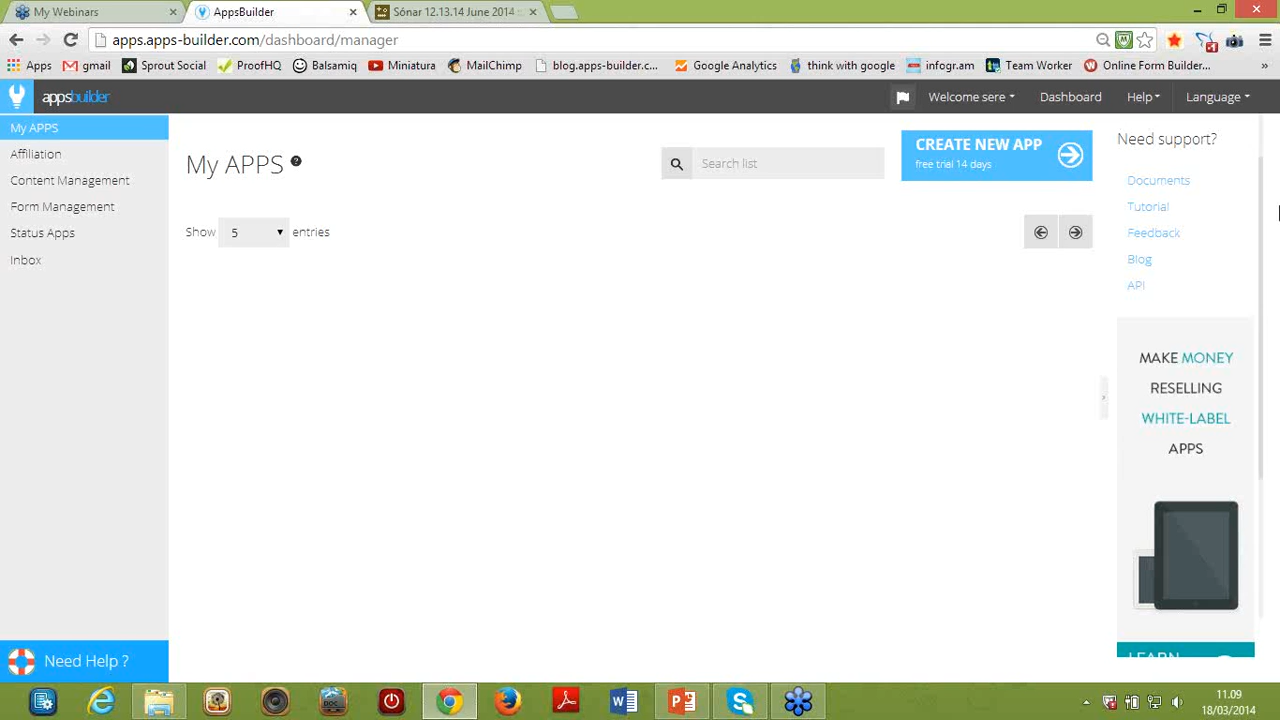 My Webinars
AppsBuilder
Sónar 12.13.14 June 2014
apps.apps-builder.com/dashboard/manager
Apps
gmail
Sprout Social
ProofHQ
Balsamiq
Miniatura
MailChimp
blog.apps-builder.c...
Google Analytics
think with google
infogr.am
Team Worker
Online Form Builder...
»
appsbuilder
Welcome sere
Dashboard
Help
Language
My APPS
Affiliation
Content Management
Form Management
Status Apps
Inbox
My APPS
Search list
CREATE NEW APP
free trial 14 days
Show 5 entries
Need support?
Documents
Tutorial
Feedback
Blog
API
MAKE MONEY
RESELLING
WHITE-LABEL
APPS
LEARN
Need Help ?
11.09
18/03/2014